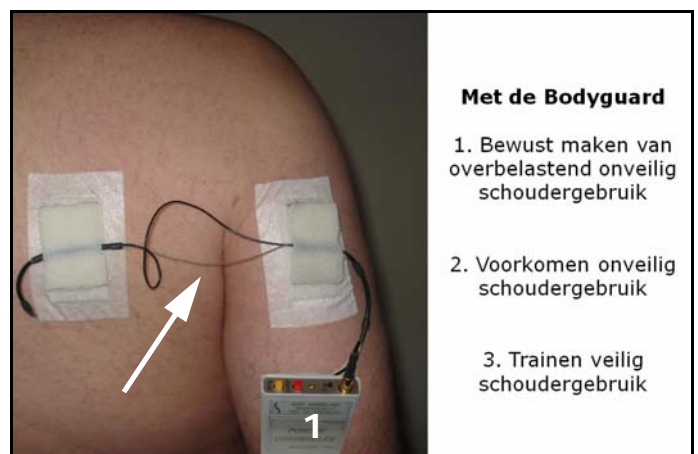 Met de Bodyguard
1. Bewust maken van
overbelastend onveilig
schoudergebruik
2. Voorkomen onveilig
schoudergebruik
3. Trainen veilig
schoudergebruik
1